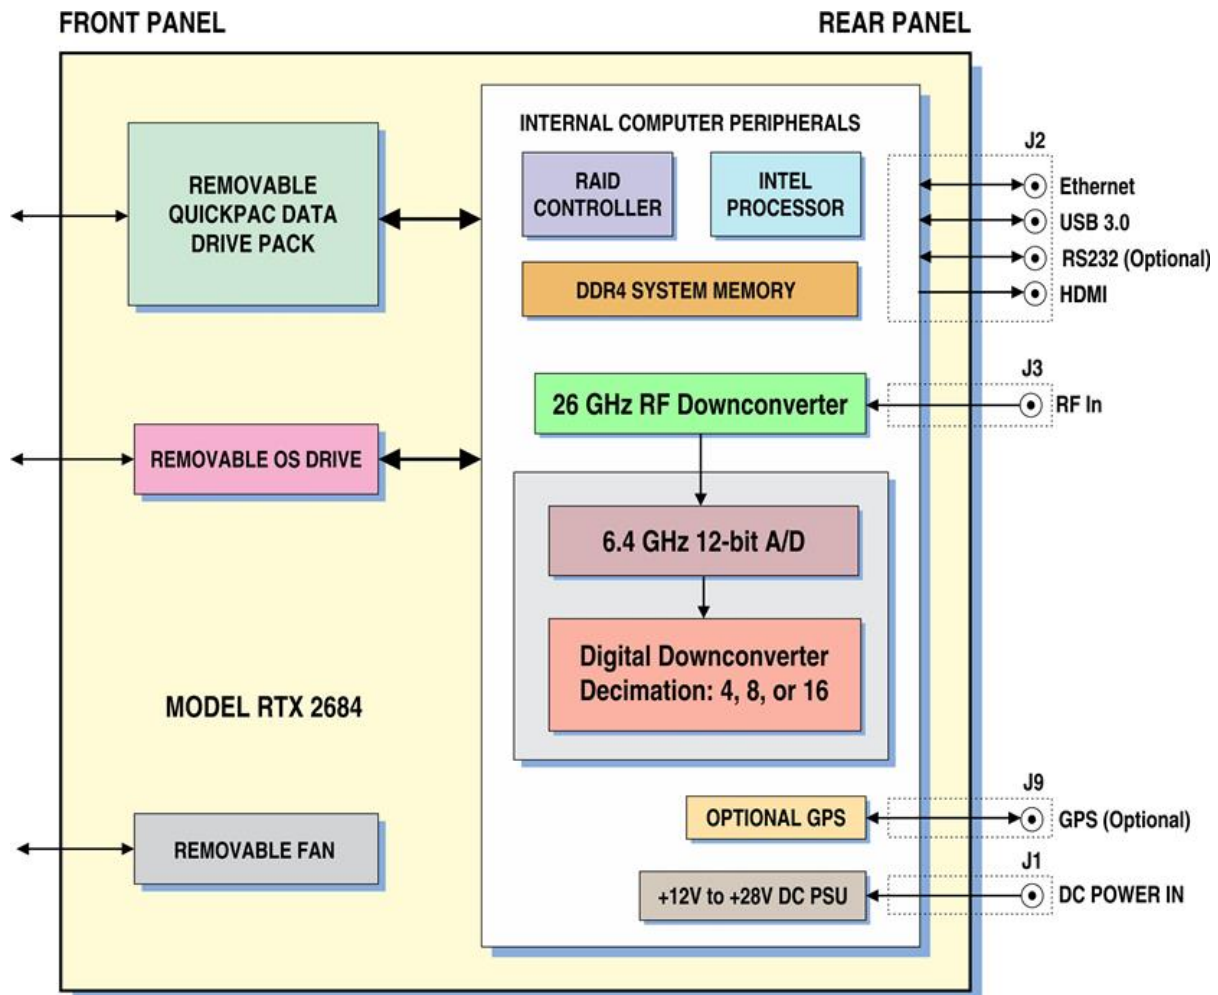 FRONT PANEL
REAR PANEL
REMOVABLE
QUICKPAC DATA
DRIVE PACK
INTERNAL COMPUTER PERIPHERALS
RAID
CONTROLLER
INTEL
PROCESSOR
DDR4 SYSTEM MEMORY
J2
Ethernet
USB 3.0
RS232 (Optional)
HDMI
26 GHz RF Downconverter
J3
RF In
REMOVABLE OS DRIVE
6.4 GHz 12-bit A/D
Digital Downconverter
Decimation: 4, 8, or 16
MODEL RTX 2684
OPTIONAL GPS
J9
GPS (Optional)
REMOVABLE FAN
+12V to +28V DC PSU
J1
DC POWER IN